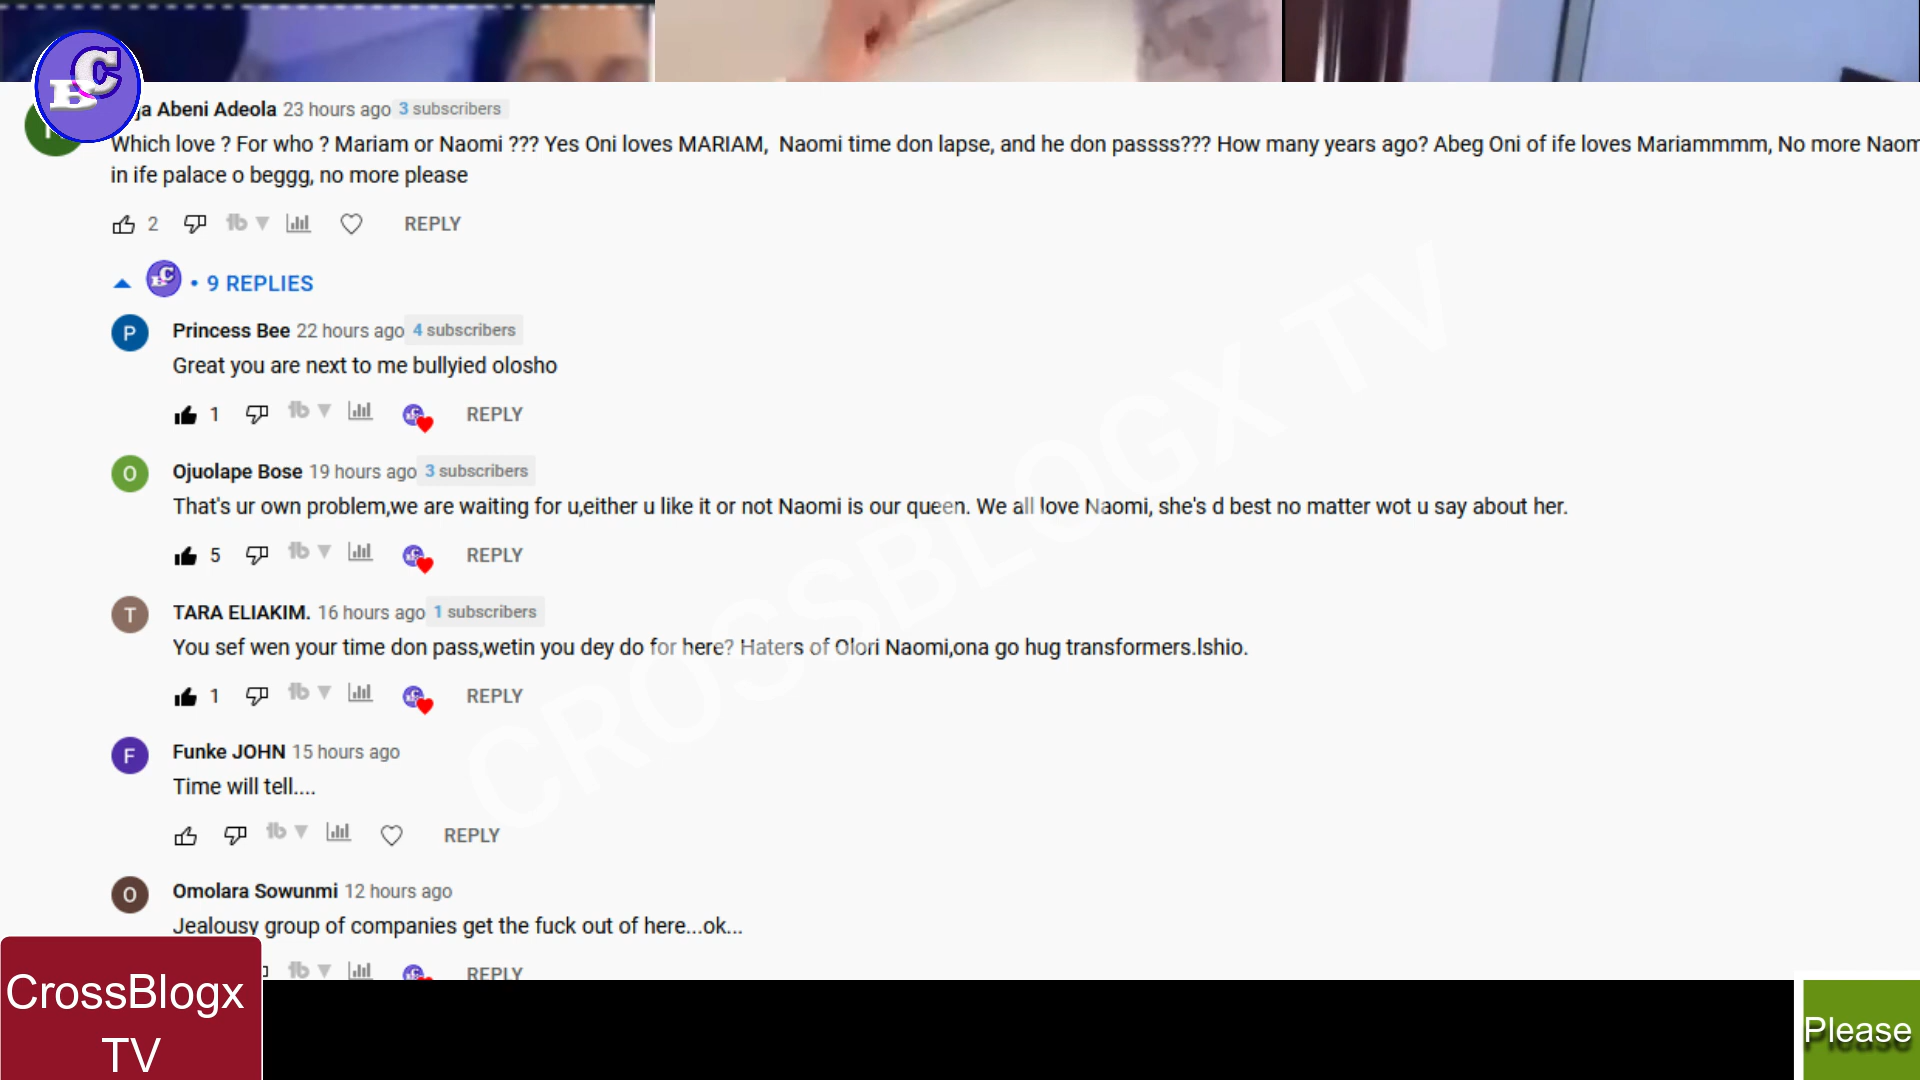 BC
ja Abeni Adeola 23 hours ago 3 subscribers
Which love ? For who ? Mariam or Naomi ??? Yes Oni loves MARIAM,  Naomi time don lapse, and he don passss??? How many years ago? Abeg Oni of ife loves Mariammmm, No more Naom
in ife palace o beggg, no more please
2 REPLY
• 9 REPLIES
P
Princess Bee 22 hours ago 4 subscribers
Great you are next to me bullyied olosho
1 REPLY
O
Ojuolape Bose 19 hours ago 3 subscribers
That's ur own problem,we are waiting for u,either u like it or not Naomi is our queen. We all love Naomi, she's d best no matter wot u say about her.
5 REPLY
T
TARA ELIAKIM. 16 hours ago 1 subscribers
You sef wen your time don pass,wetin you dey do for here? Haters of Olori Naomi,ona go hug transformers.Ishio.
1 REPLY
F
Funke JOHN 15 hours ago
Time will tell....
REPLY
O
Omolara Sowunmi 12 hours ago
Jealousy group of companies get the fuck out of here...ok...
REPLY
CROSSBLOGX TV
CrossBlogx
TV
Please